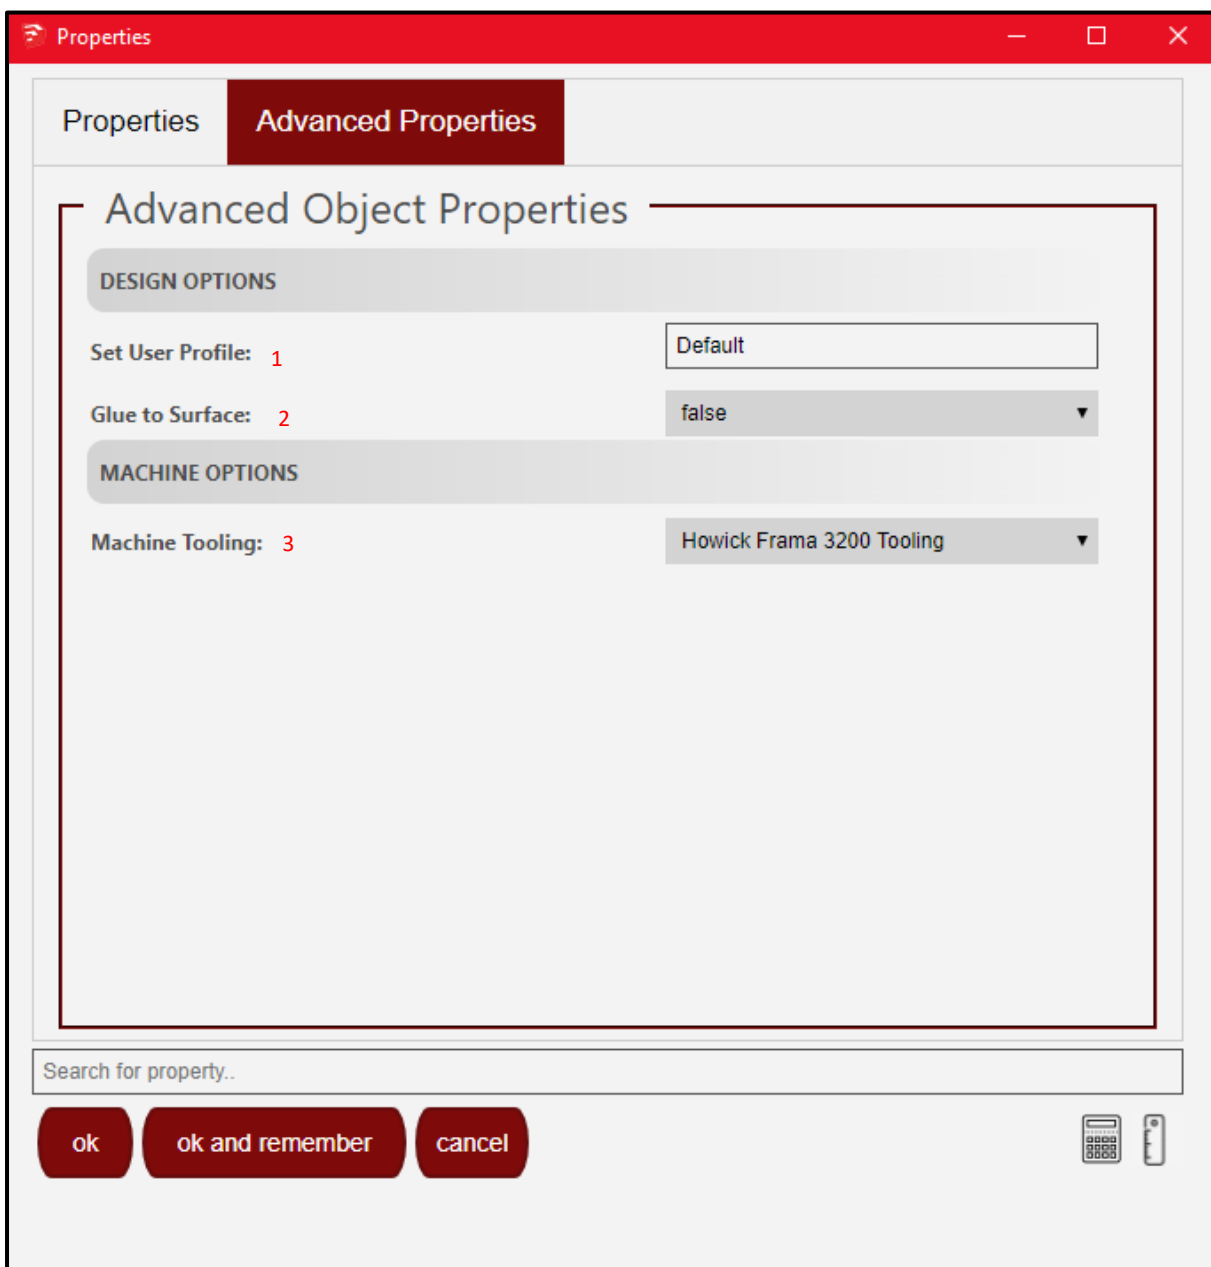 Properties
Properties Advanced Properties
Advanced Object Properties
DESIGN OPTIONS
Set User Profile: 1 Default
Glue to Surface: 2 false
MACHINE OPTIONS
Machine Tooling: 3 Howick Frama 3200 Tooling
Search for property..
ok ok and remember cancel